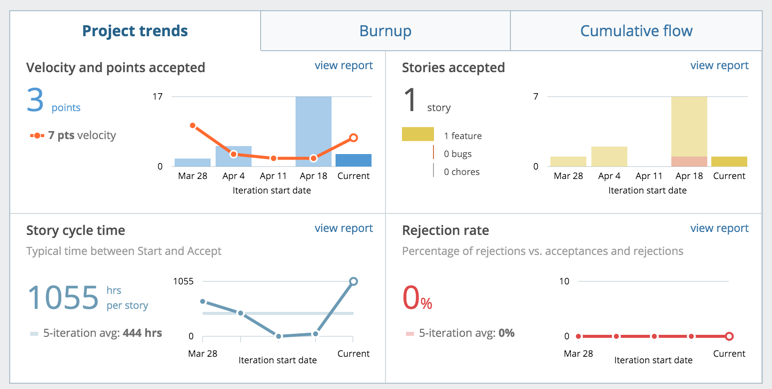 Project trends
Burnup
Cumulative flow
Velocity and points accepted
view report
3 points
7 pts velocity
17
0
Mar 28 Apr 4 Apr 11 Apr 18 Current
Iteration start date
Stories accepted
view report
1 story
1 feature
0 bugs
0 chores
7
0
Mar 28 Apr 4 Apr 11 Apr 18 Current
Iteration start date
Story cycle time
view report
Typical time between Start and Accept
1055 hrs
per story
5-iteration avg: 444 hrs
1055
0
Mar 28 Current
Iteration start date
Rejection rate
view report
Percentage of rejections vs. acceptances and rejections
0%
5-iteration avg: 0%
10
0
Mar 28 Current
Iteration start date